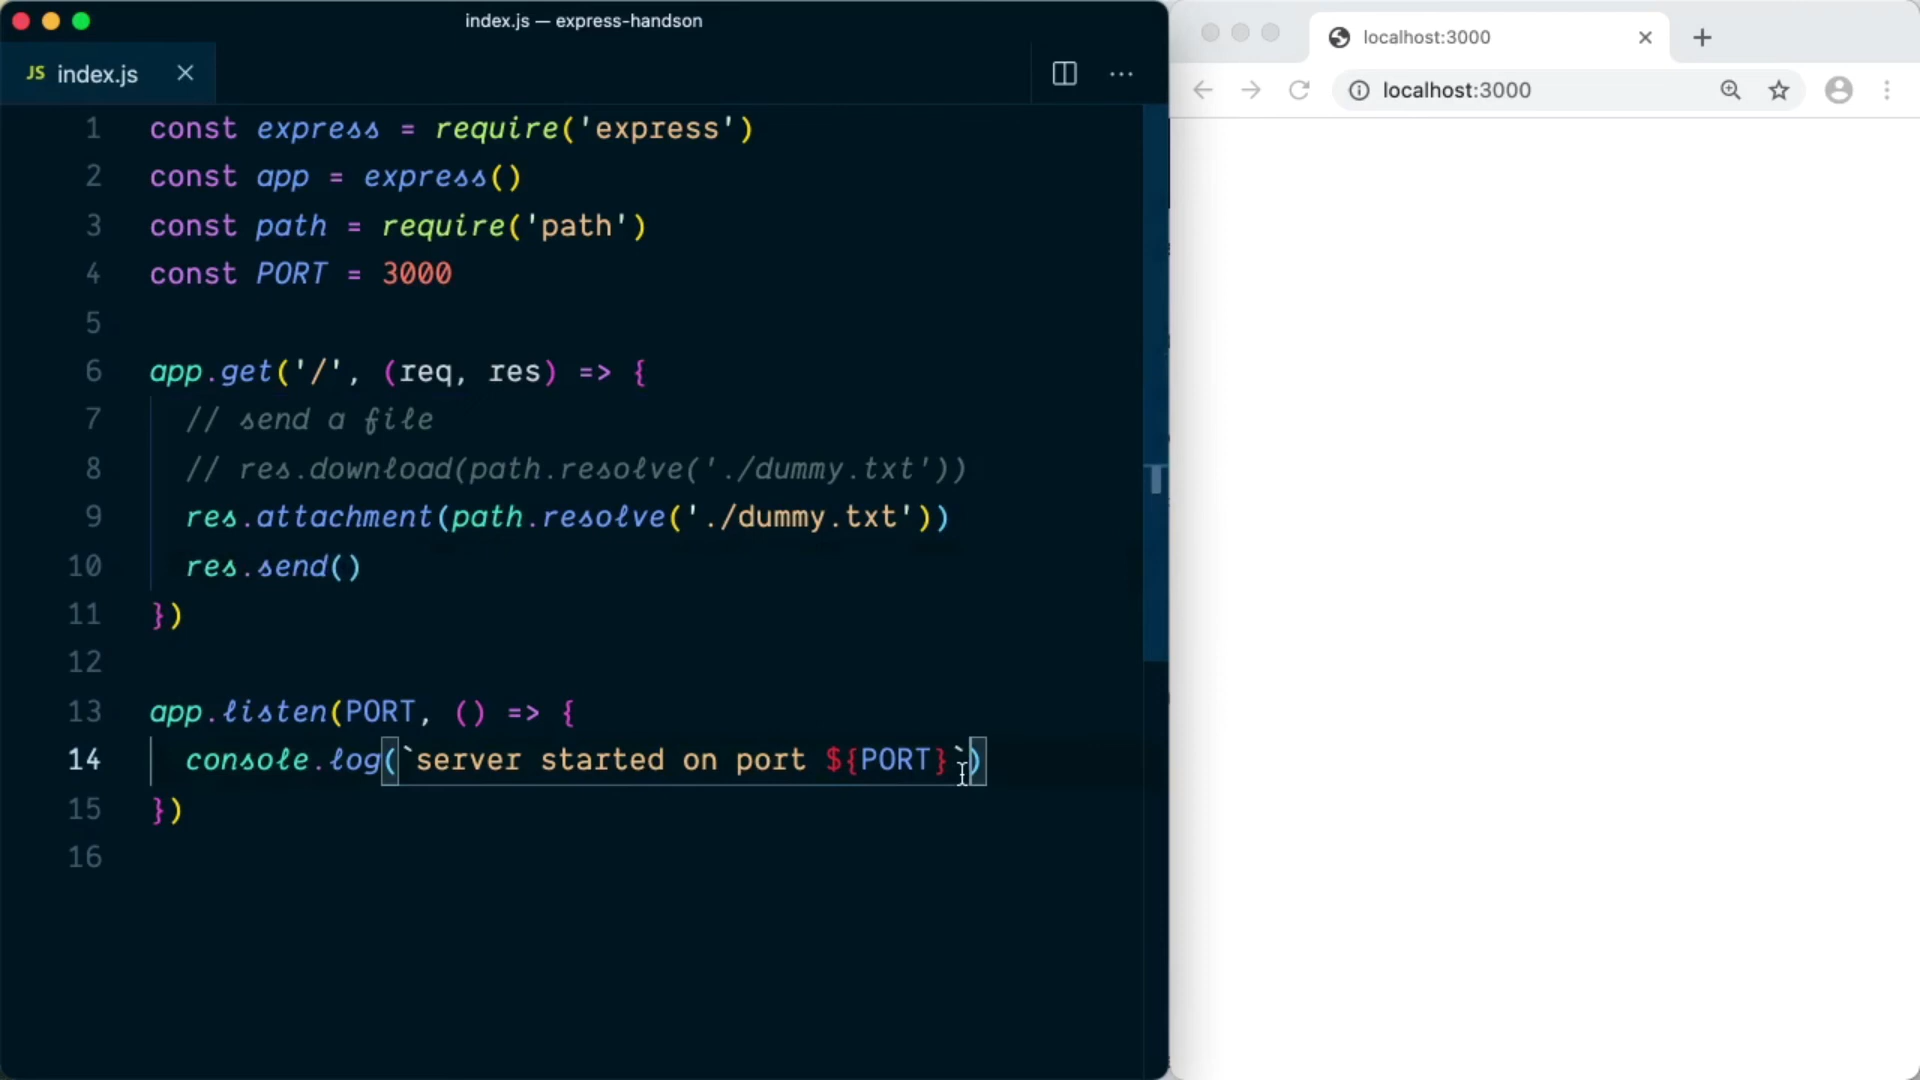 index.js — express-handson
JS index.js
1 const express = require('express')
2 const app = express()
3 const path = require('path')
4 const PORT = 3000
5
6 app.get('/', (req, res) => {
7 // send a file
8 // res.download(path.resolve('./dummy.txt'))
9 res.attachment(path.resolve('./dummy.txt'))
10 res.send()
11 })
12
13 app.listen(PORT, () => {
14 console.log(`server started on port ${PORT}`)
15 })
16
localhost:3000
localhost:3000